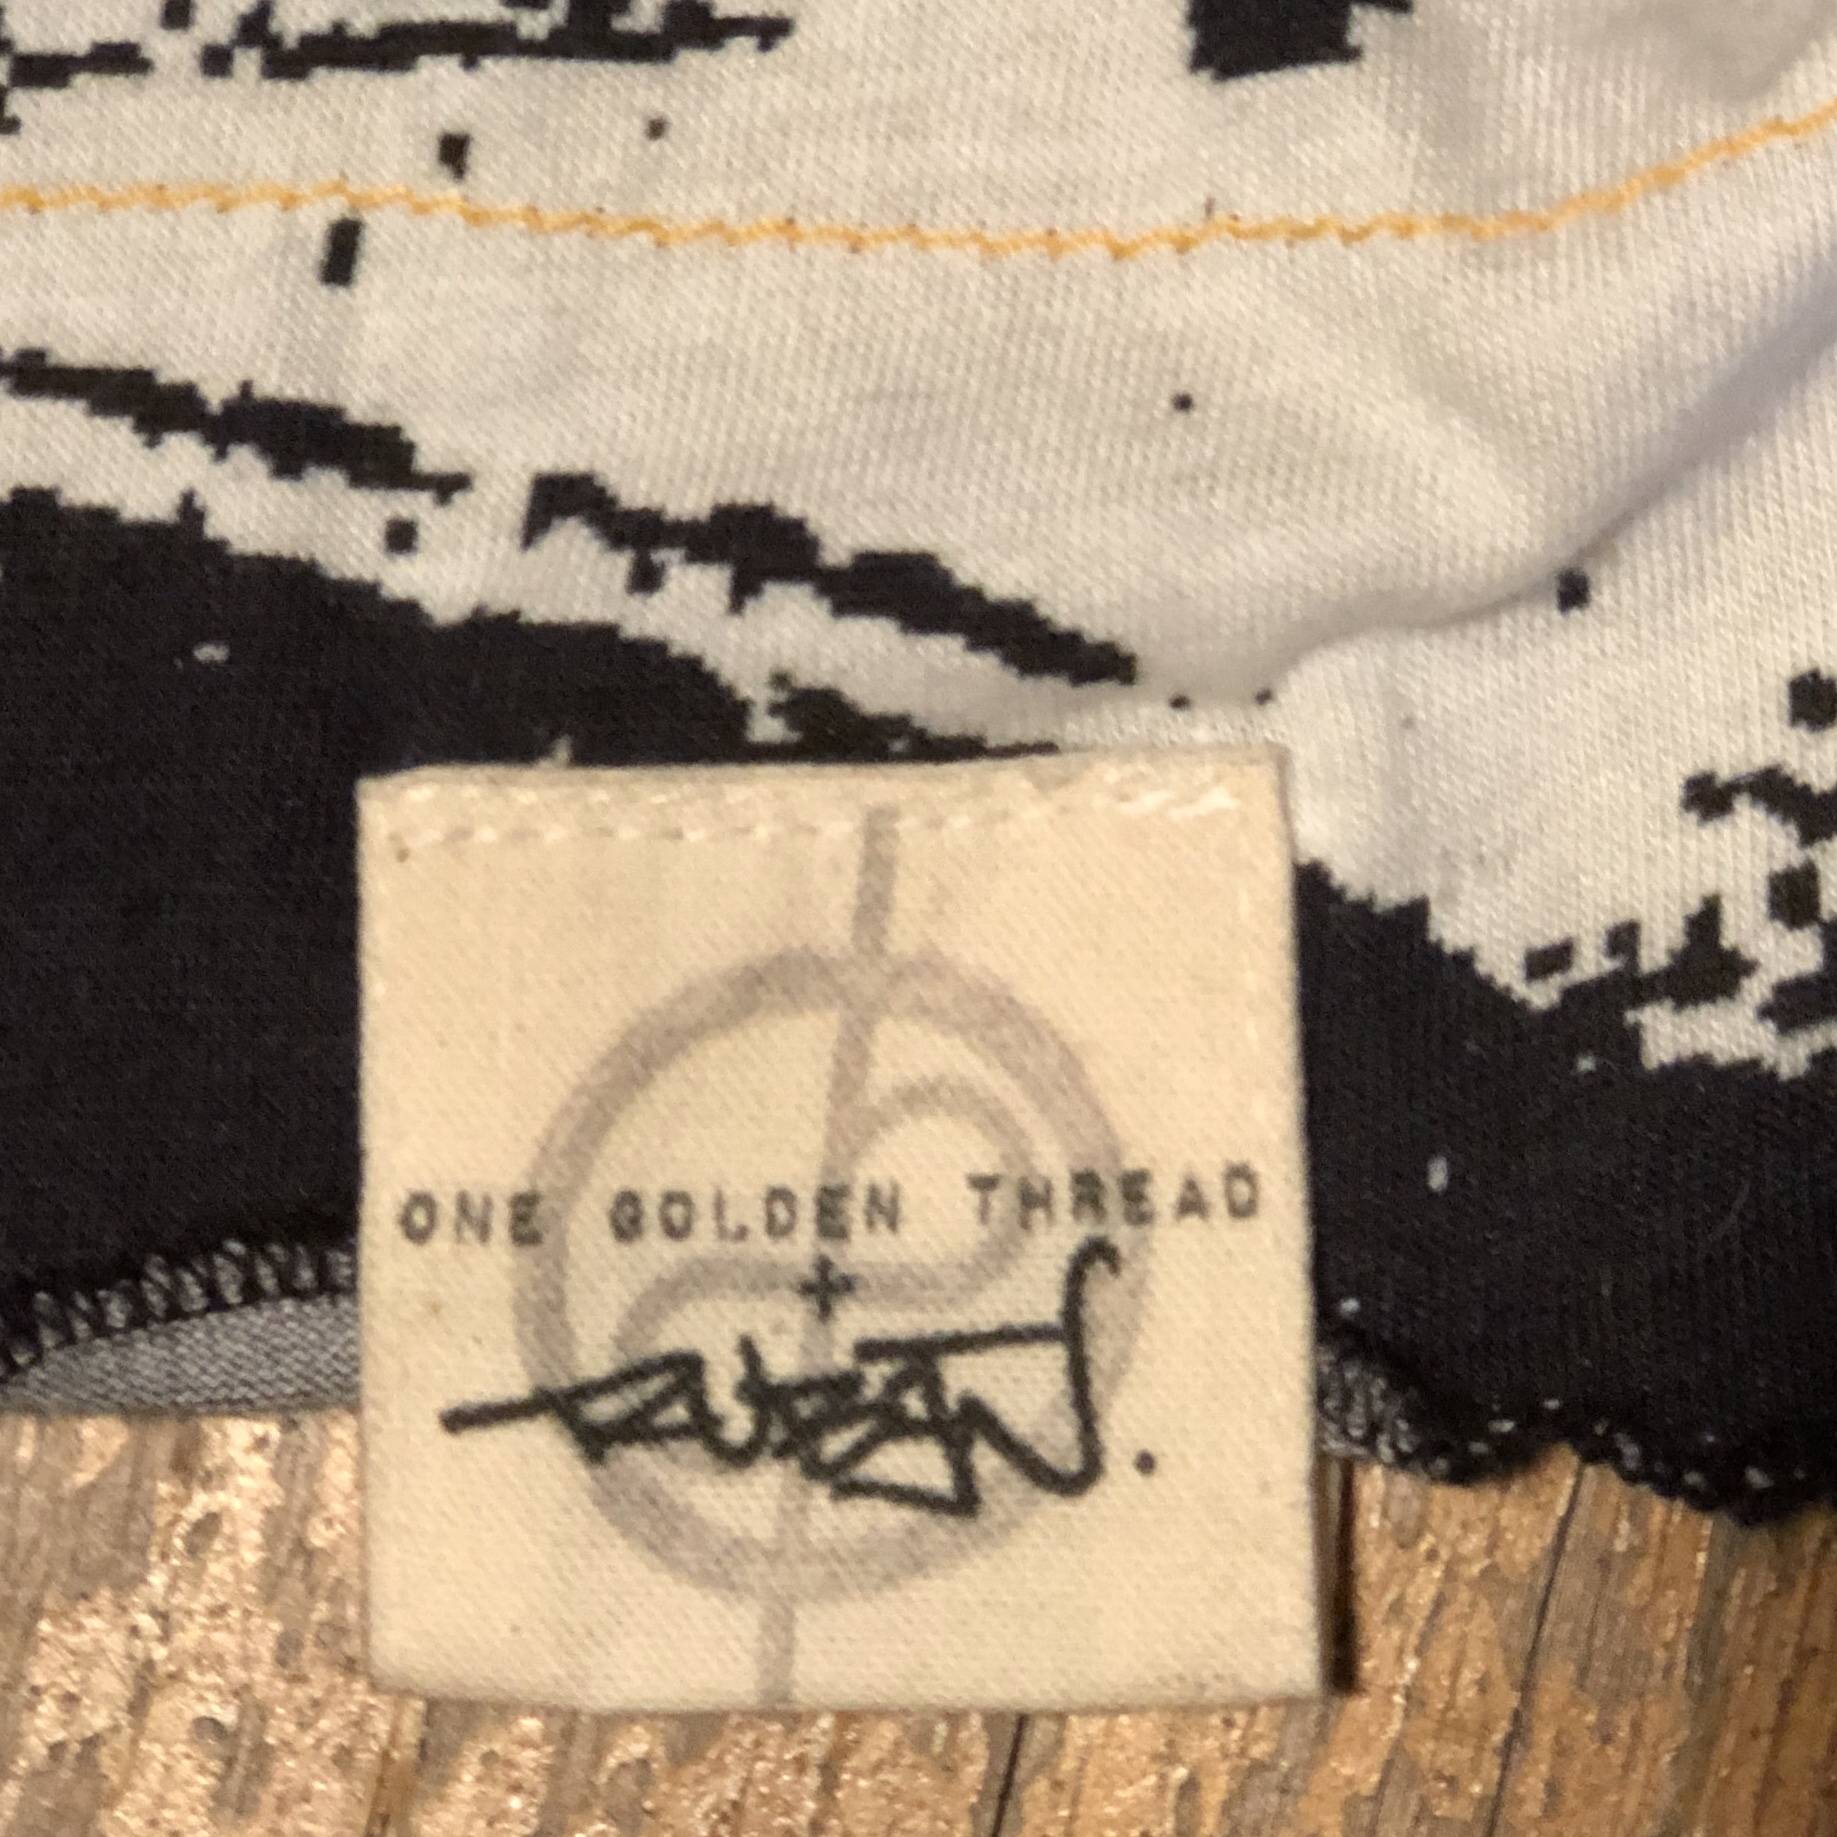 ONE GOLDEN THREAD
+